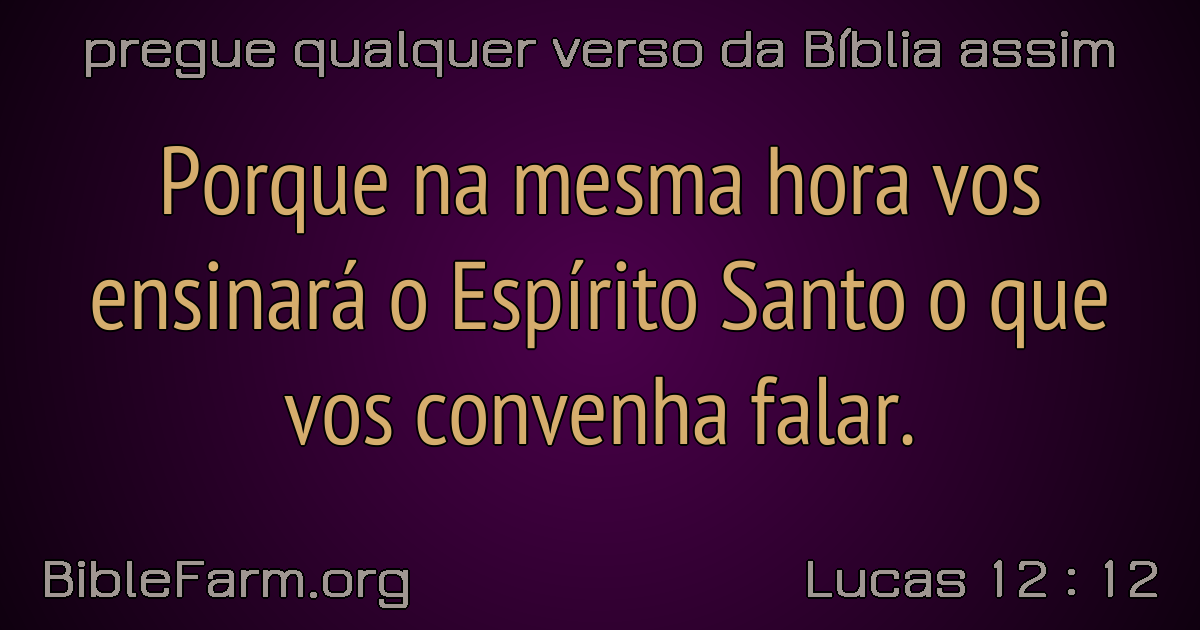 pregue qualquer verso da Bíblia assim
Porque na mesma hora vos
ensinará o Espírito Santo o que
vos convenha falar.
BibleFarm.org
Lucas 12 : 12